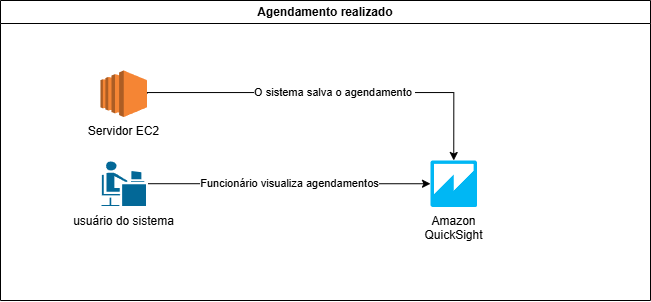 Agendamento realizado
O sistema salva o agendamento
Servidor EC2
Funcionário visualiza agendamentos
usuário do sistema
Amazon
QuickSight